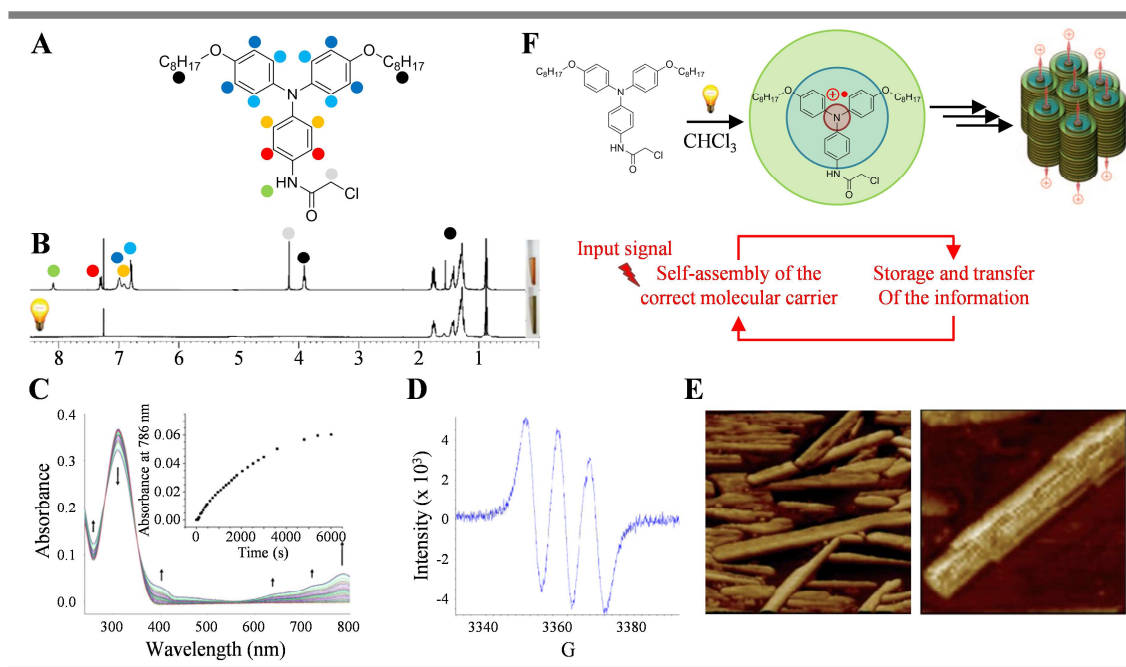 A
C₈H₁₇
O
O
C₈H₁₇
N
HN
O
Cl
B
8 7 6 5 4 3 2 1
C
Absorbance
0.4
0.3
0.2
0.1
0.0
300 400 500 600 700 800
Wavelength (nm)
Absorbance at 786 nm
0.06
0.04
0.02
0.00
0 1000 2000 3000 4000 5000 6000
Time (s)
D
Intensity (x 10³)
4
2
0
-2
-4
3340 3360 3380
G
E
F
C₈H₁₇
O
O
C₈H₁₇
N
HN
O
Cl
CHCl₃
C₈H₁₇
O
+ •
O
C₈H₁₇
N
HN
O
Cl
+ + + +
+ + +
Input signal
Self-assembly of the
correct molecular carrier
Storage and transfer
Of the information